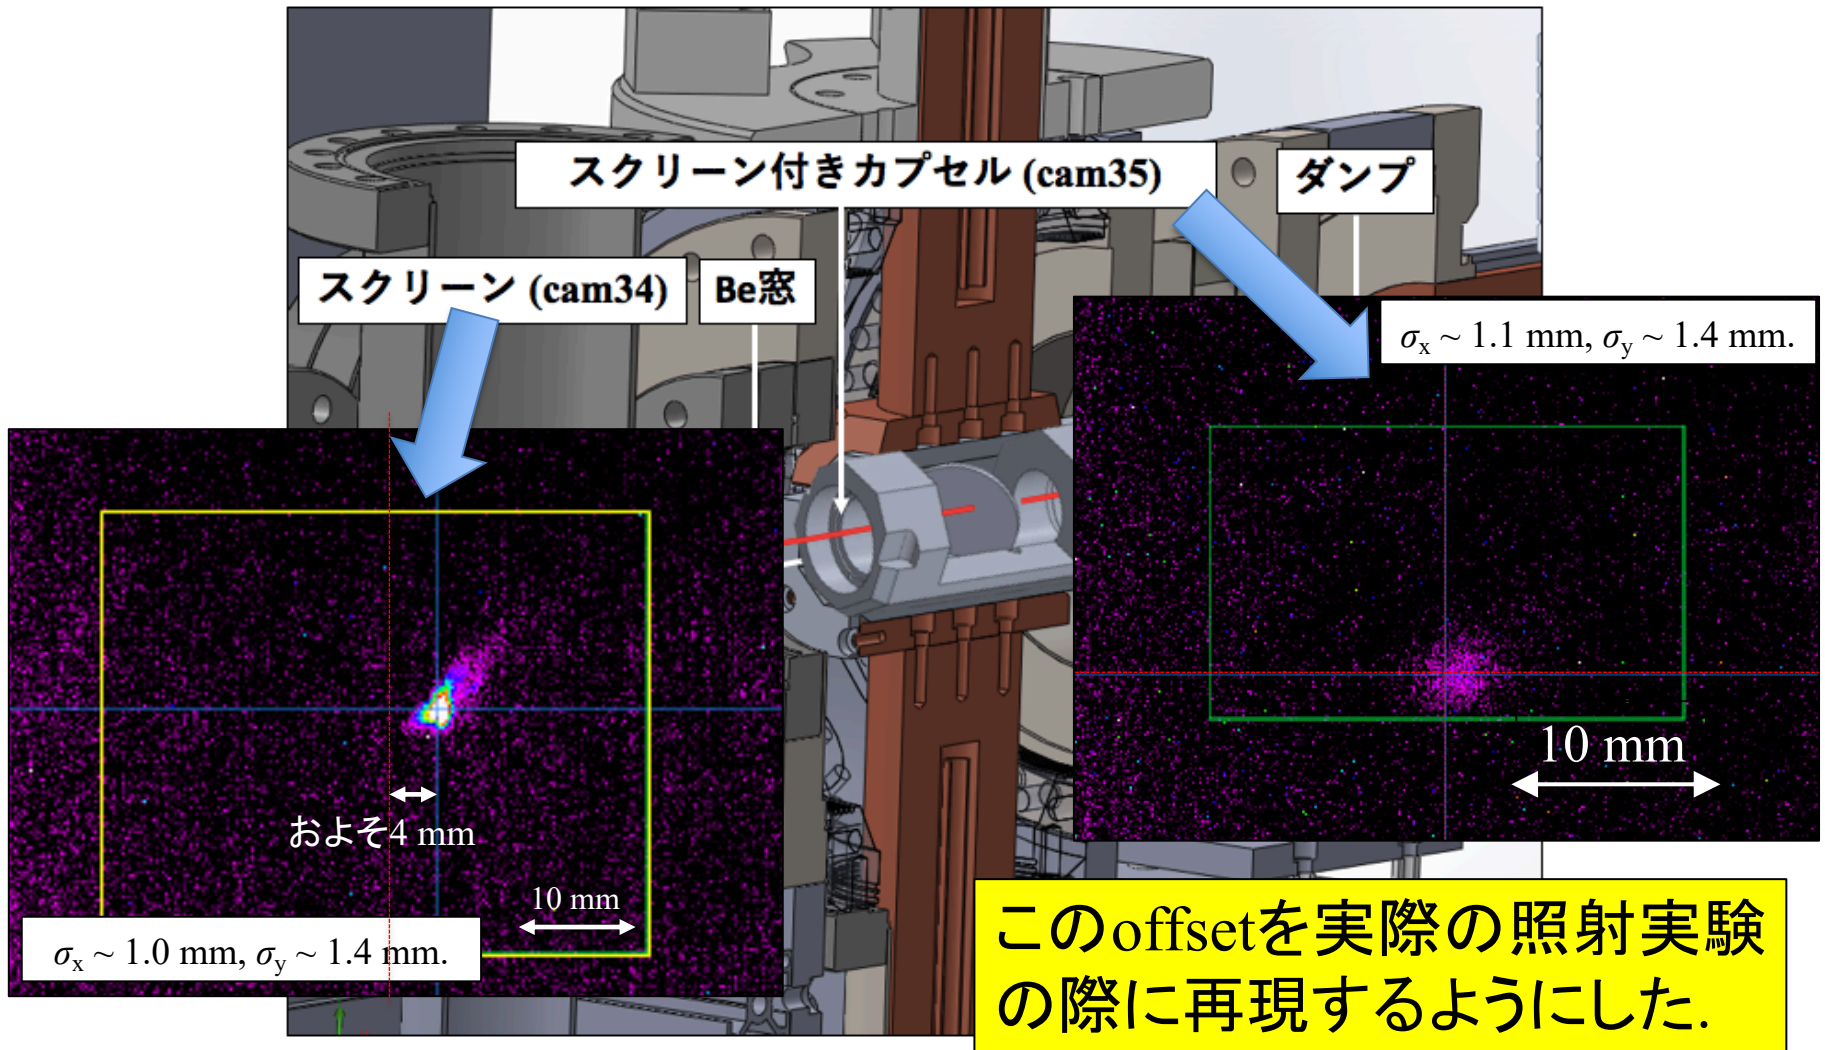 スクリーン付きカプセル (cam35)
ダンプ
スクリーン (cam34)
Be窓
σx ~ 1.1 mm, σy ~ 1.4 mm.
10 mm
およそ4 mm
10 mm
σx ~ 1.0 mm, σy ~ 1.4 mm.
このoffsetを実際の照射実験
の際に再現するようにした.